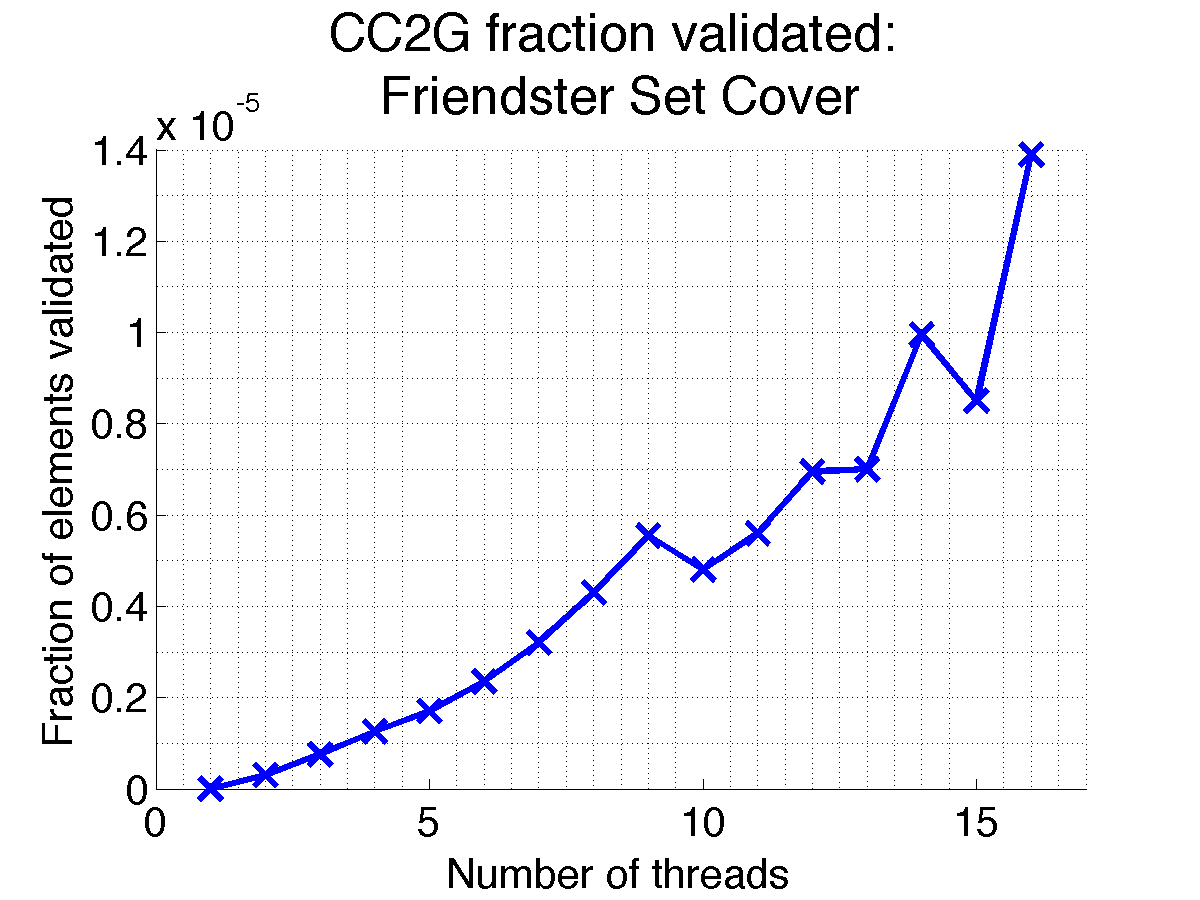 CC2G fraction validated:
Friendster Set Cover
x 10-5
1.4
1.2
1
0.8
0.6
0.4
0.2
0
Fraction of elements validated
0 5 10 15
Number of threads